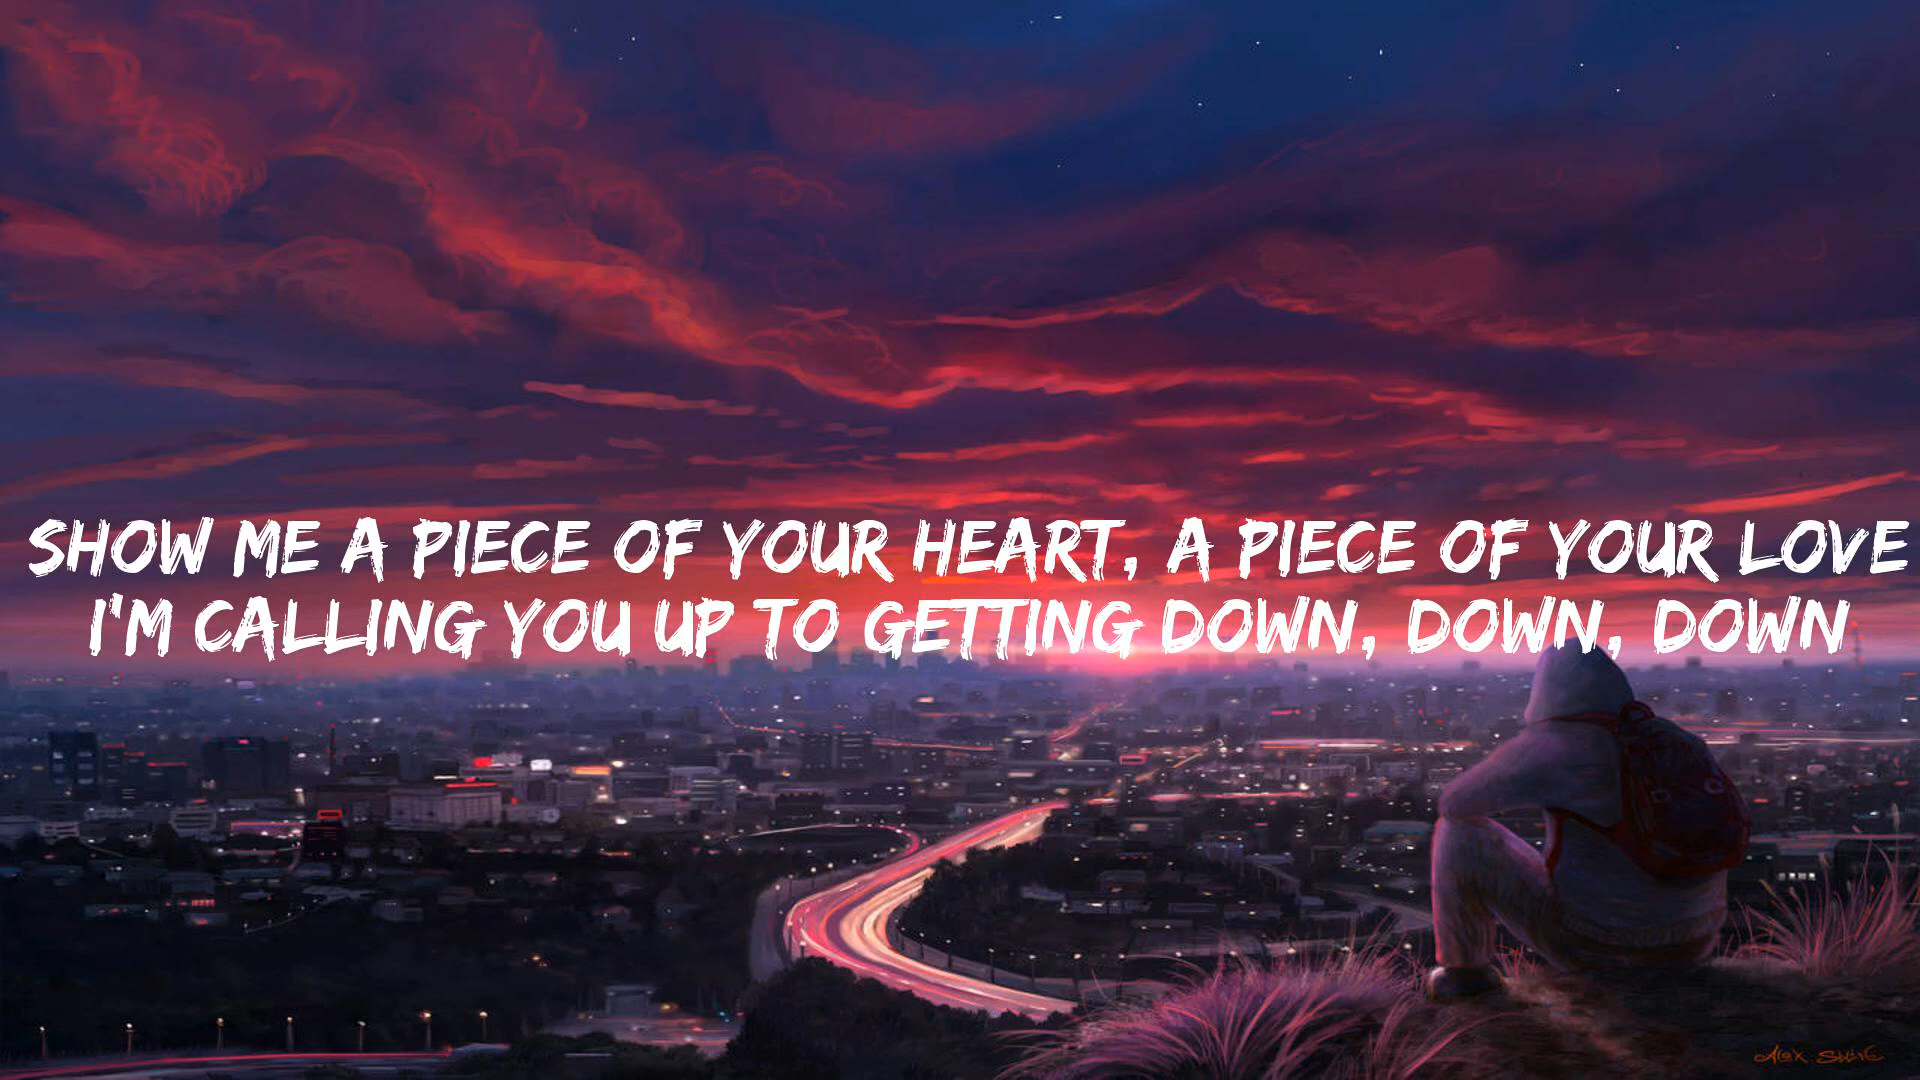 SHOW ME A PIECE OF YOUR HEART, A PIECE OF YOUR LOVE
I'M CALLING YOU UP TO GETTING DOWN, DOWN, DOWN